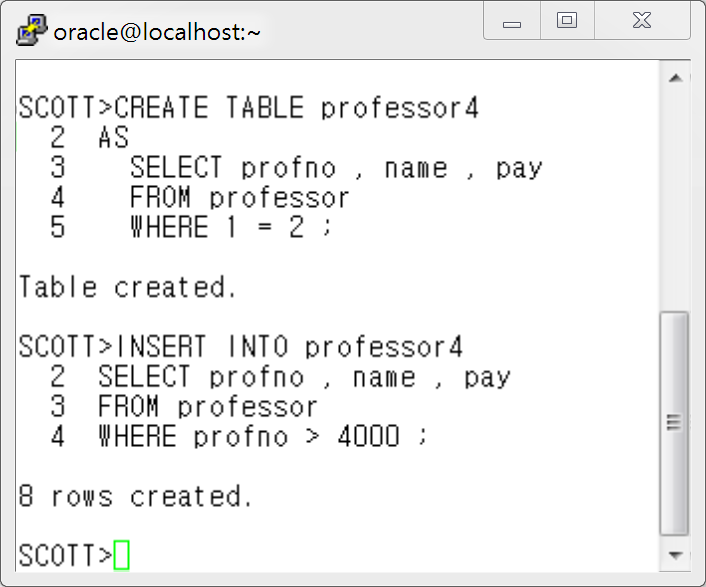 oracle@localhost:~
SCOTT>CREATE TABLE professor4
2 AS
3 SELECT profno , name , pay
4 FROM professor
5 WHERE 1 = 2 ;
Table created.
SCOTT>INSERT INTO professor4
2 SELECT profno , name , pay
3 FROM professor
4 WHERE profno > 4000 ;
8 rows created.
SCOTT>